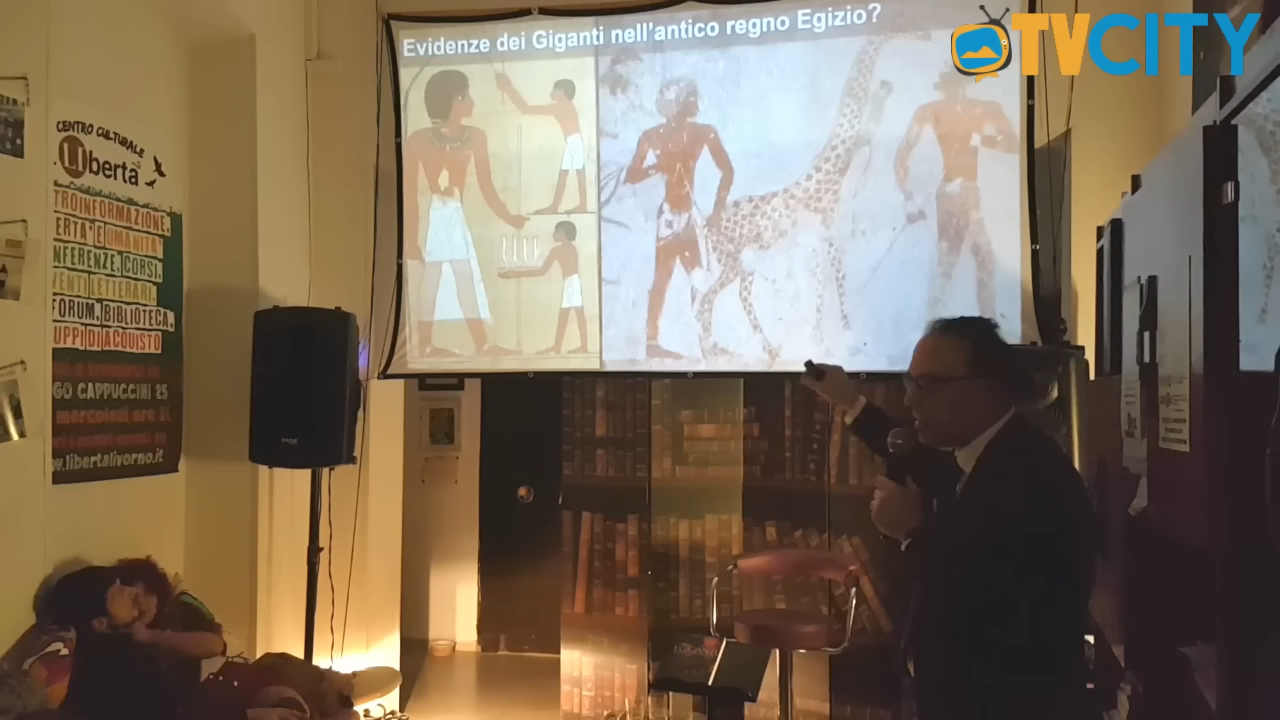 Evidenze dei Giganti nell'antico regno Egizio?
TVCITY
CENTRO CULTURALE
LIbertà
TROINFORMAZIONE,
ERTA' E UMANITA'
NFERENZE, CORSI,
VENTI LETTERARI,
FORUM, BIBLIOTECA,
UPPI DI ACQUISTO
GO CAPPUCCINI 25
mercoledì ore 21
w.libertalivorno.it